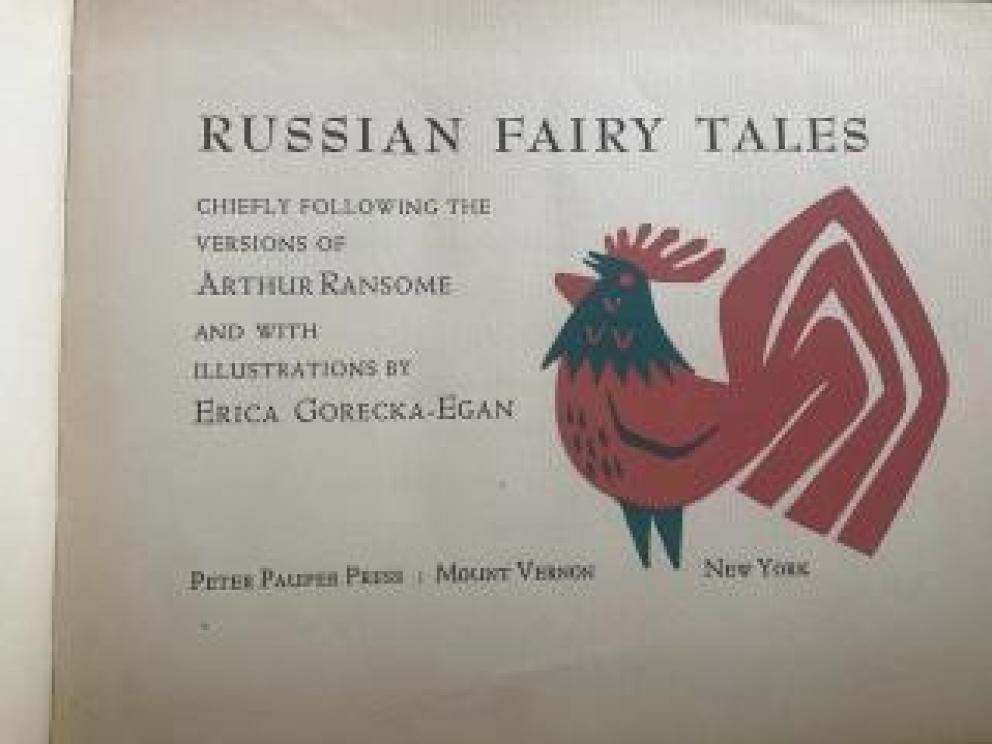 RUSSIAN FAIRY TALES
CHIEFLY FOLLOWING THE
VERSIONS OF
ARTHUR RANSOME
AND WITH
ILLUSTRATIONS BY
ERICA GORECKA-EGAN
PETER PAUPER PRESS : MOUNT VERNON NEW YORK